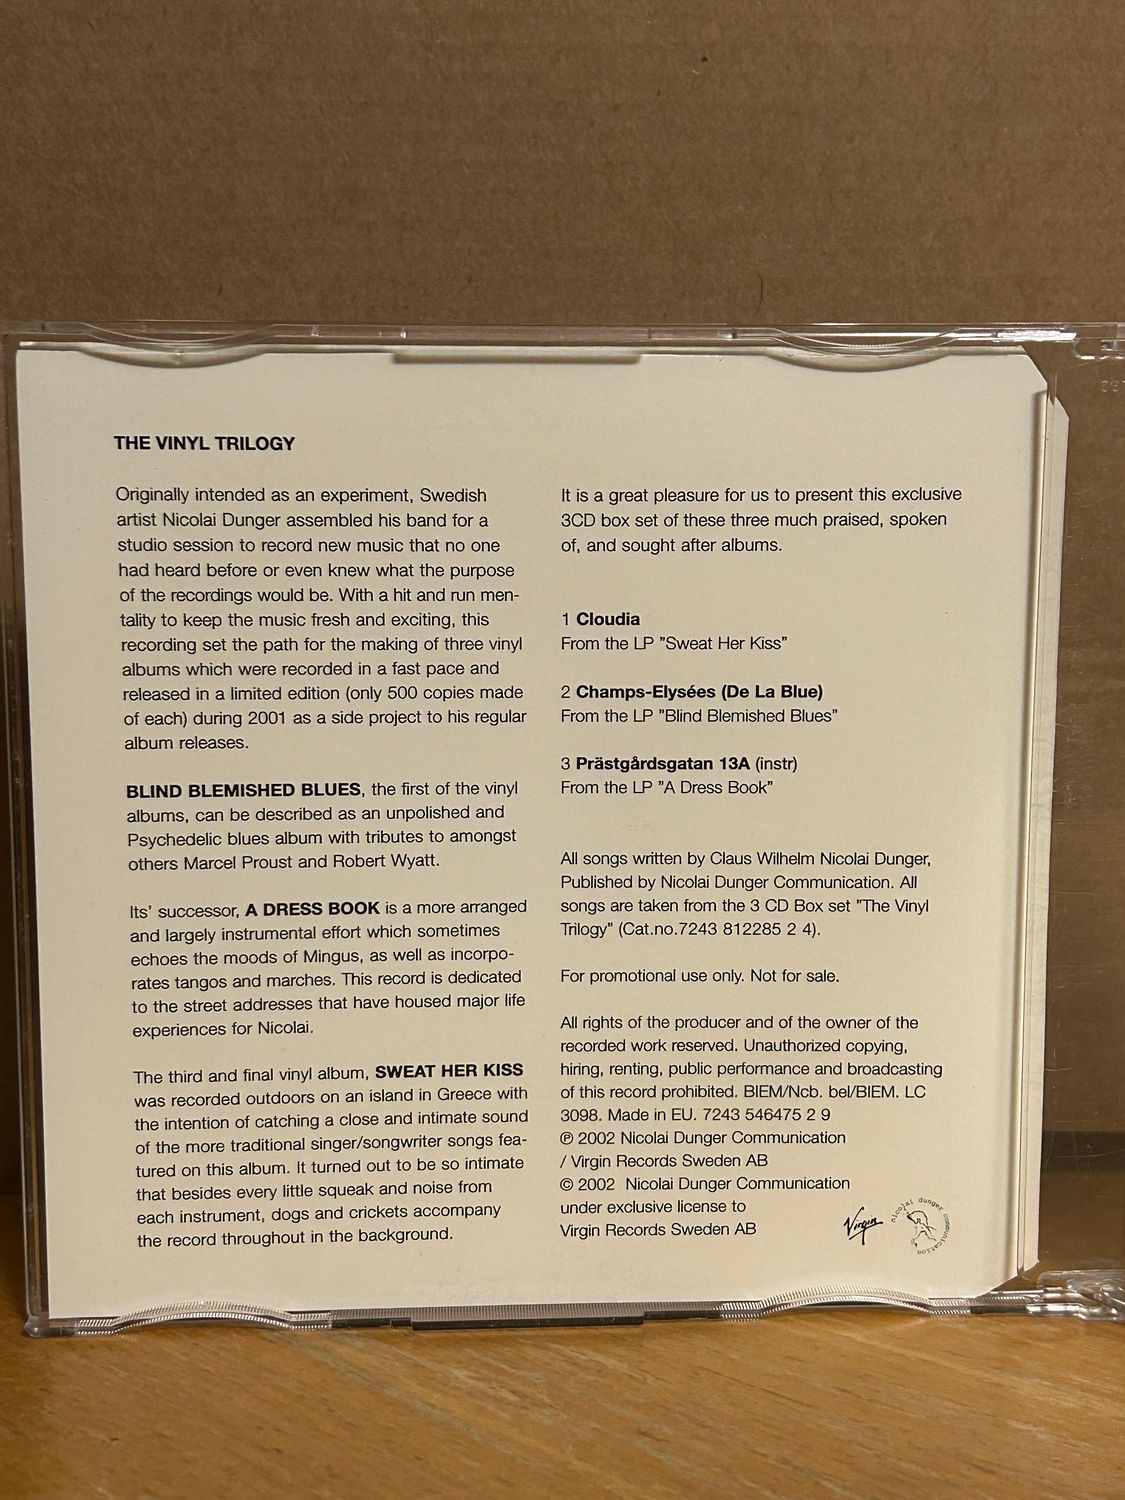 THE VINYL TRILOGY
Originally intended as an experiment, Swedish
artist Nicolai Dunger assembled his band for a
studio session to record new music that no one
had heard before or even knew what the purpose
of the recordings would be. With a hit and run men-
tality to keep the music fresh and exciting, this
recording set the path for the making of three vinyl
albums which were recorded in a fast pace and
released in a limited edition (only 500 copies made
of each) during 2001 as a side project to his regular
album releases.
BLIND BLEMISHED BLUES, the first of the vinyl
albums, can be described as an unpolished and
Psychedelic blues album with tributes to amongst
others Marcel Proust and Robert Wyatt.
Its' successor, A DRESS BOOK is a more arranged
and largely instrumental effort which sometimes
echoes the moods of Mingus, as well as incorpo-
rates tangos and marches. This record is dedicated
to the street addresses that have housed major life
experiences for Nicolai.
The third and final vinyl album, SWEAT HER KISS
was recorded outdoors on an island in Greece with
the intention of catching a close and intimate sound
of the more traditional singer/songwriter songs fea-
tured on this album. It turned out to be so intimate
that besides every little squeak and noise from
each instrument, dogs and crickets accompany
the record throughout in the background.
It is a great pleasure for us to present this exclusive
3CD box set of these three much praised, spoken
of, and sought after albums.
1 Cloudia
From the LP "Sweat Her Kiss"
2 Champs-Elysées (De La Blue)
From the LP "Blind Blemished Blues"
3 Prästgårdsgatan 13A (instr)
From the LP "A Dress Book"
All songs written by Claus Wilhelm Nicolai Dunger,
Published by Nicolai Dunger Communication. All
songs are taken from the 3 CD Box set "The Vinyl
Trilogy" (Cat.no.7243 812285 2 4).
For promotional use only. Not for sale.
All rights of the producer and of the owner of the
recorded work reserved. Unauthorized copying,
hiring, renting, public performance and broadcasting
of this record prohibited. BIEM/Ncb. bel/BIEM. LC
3098. Made in EU. 7243 546475 2 9
℗ 2002 Nicolai Dunger Communication
/ Virgin Records Sweden AB
© 2002 Nicolai Dunger Communication
under exclusive license to
Virgin Records Sweden AB
Virgin
nicolai dunger communication